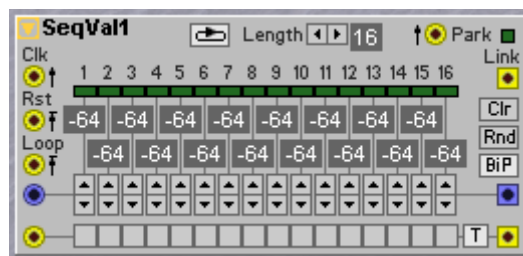 SeqVal1 Length 16 Park
Clk Link
1 2 3 4 5 6 7 8 9 10 11 12 13 14 15 16
Rst Clr
-64 -64 -64 -64 -64 -64 -64 -64
Rnd
Loop
-64 -64 -64 -64 -64 -64 -64 -64
BiP
T